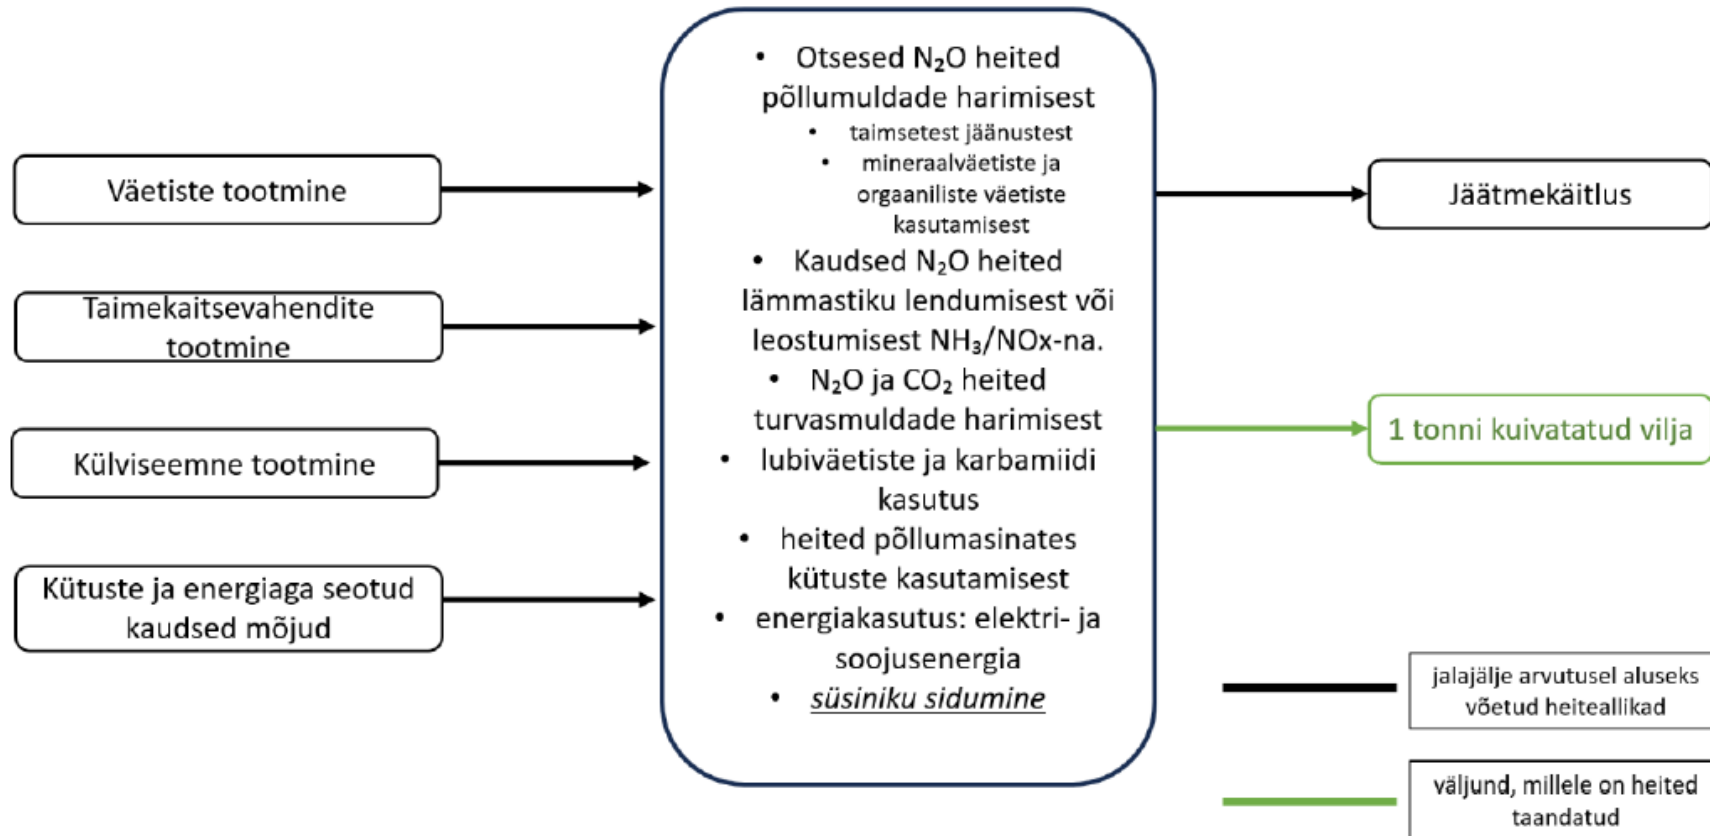 Väetiste tootmine
Taimekaitsevahendite
tootmine
Külviseemne tootmine
Kütuste ja energiaga seotud
kaudsed mõjud
• Otsesed N₂O heited
põllumuldade harimisest
• taimsetest jäänustest
• mineraalväetiste ja
orgaaniliste väetiste
kasutamisest
• Kaudsed N₂O heited
lämmastiku lendumisest või
leostumisest NH₃/NOx-na.
• N₂O ja CO₂ heited
turvasmuldade harimisest
• lubiväetiste ja karbamiidi
kasutus
• heited põllumasinates
kütuste kasutamisest
• energiakasutus: elektri- ja
soojusenergia
• süsiniku sidumine
Jäätmekäitlus
1 tonni kuivatatud vilja
jalajälje arvutusel aluseks
võetud heiteallikad
väljund, millele on heited
taandatud